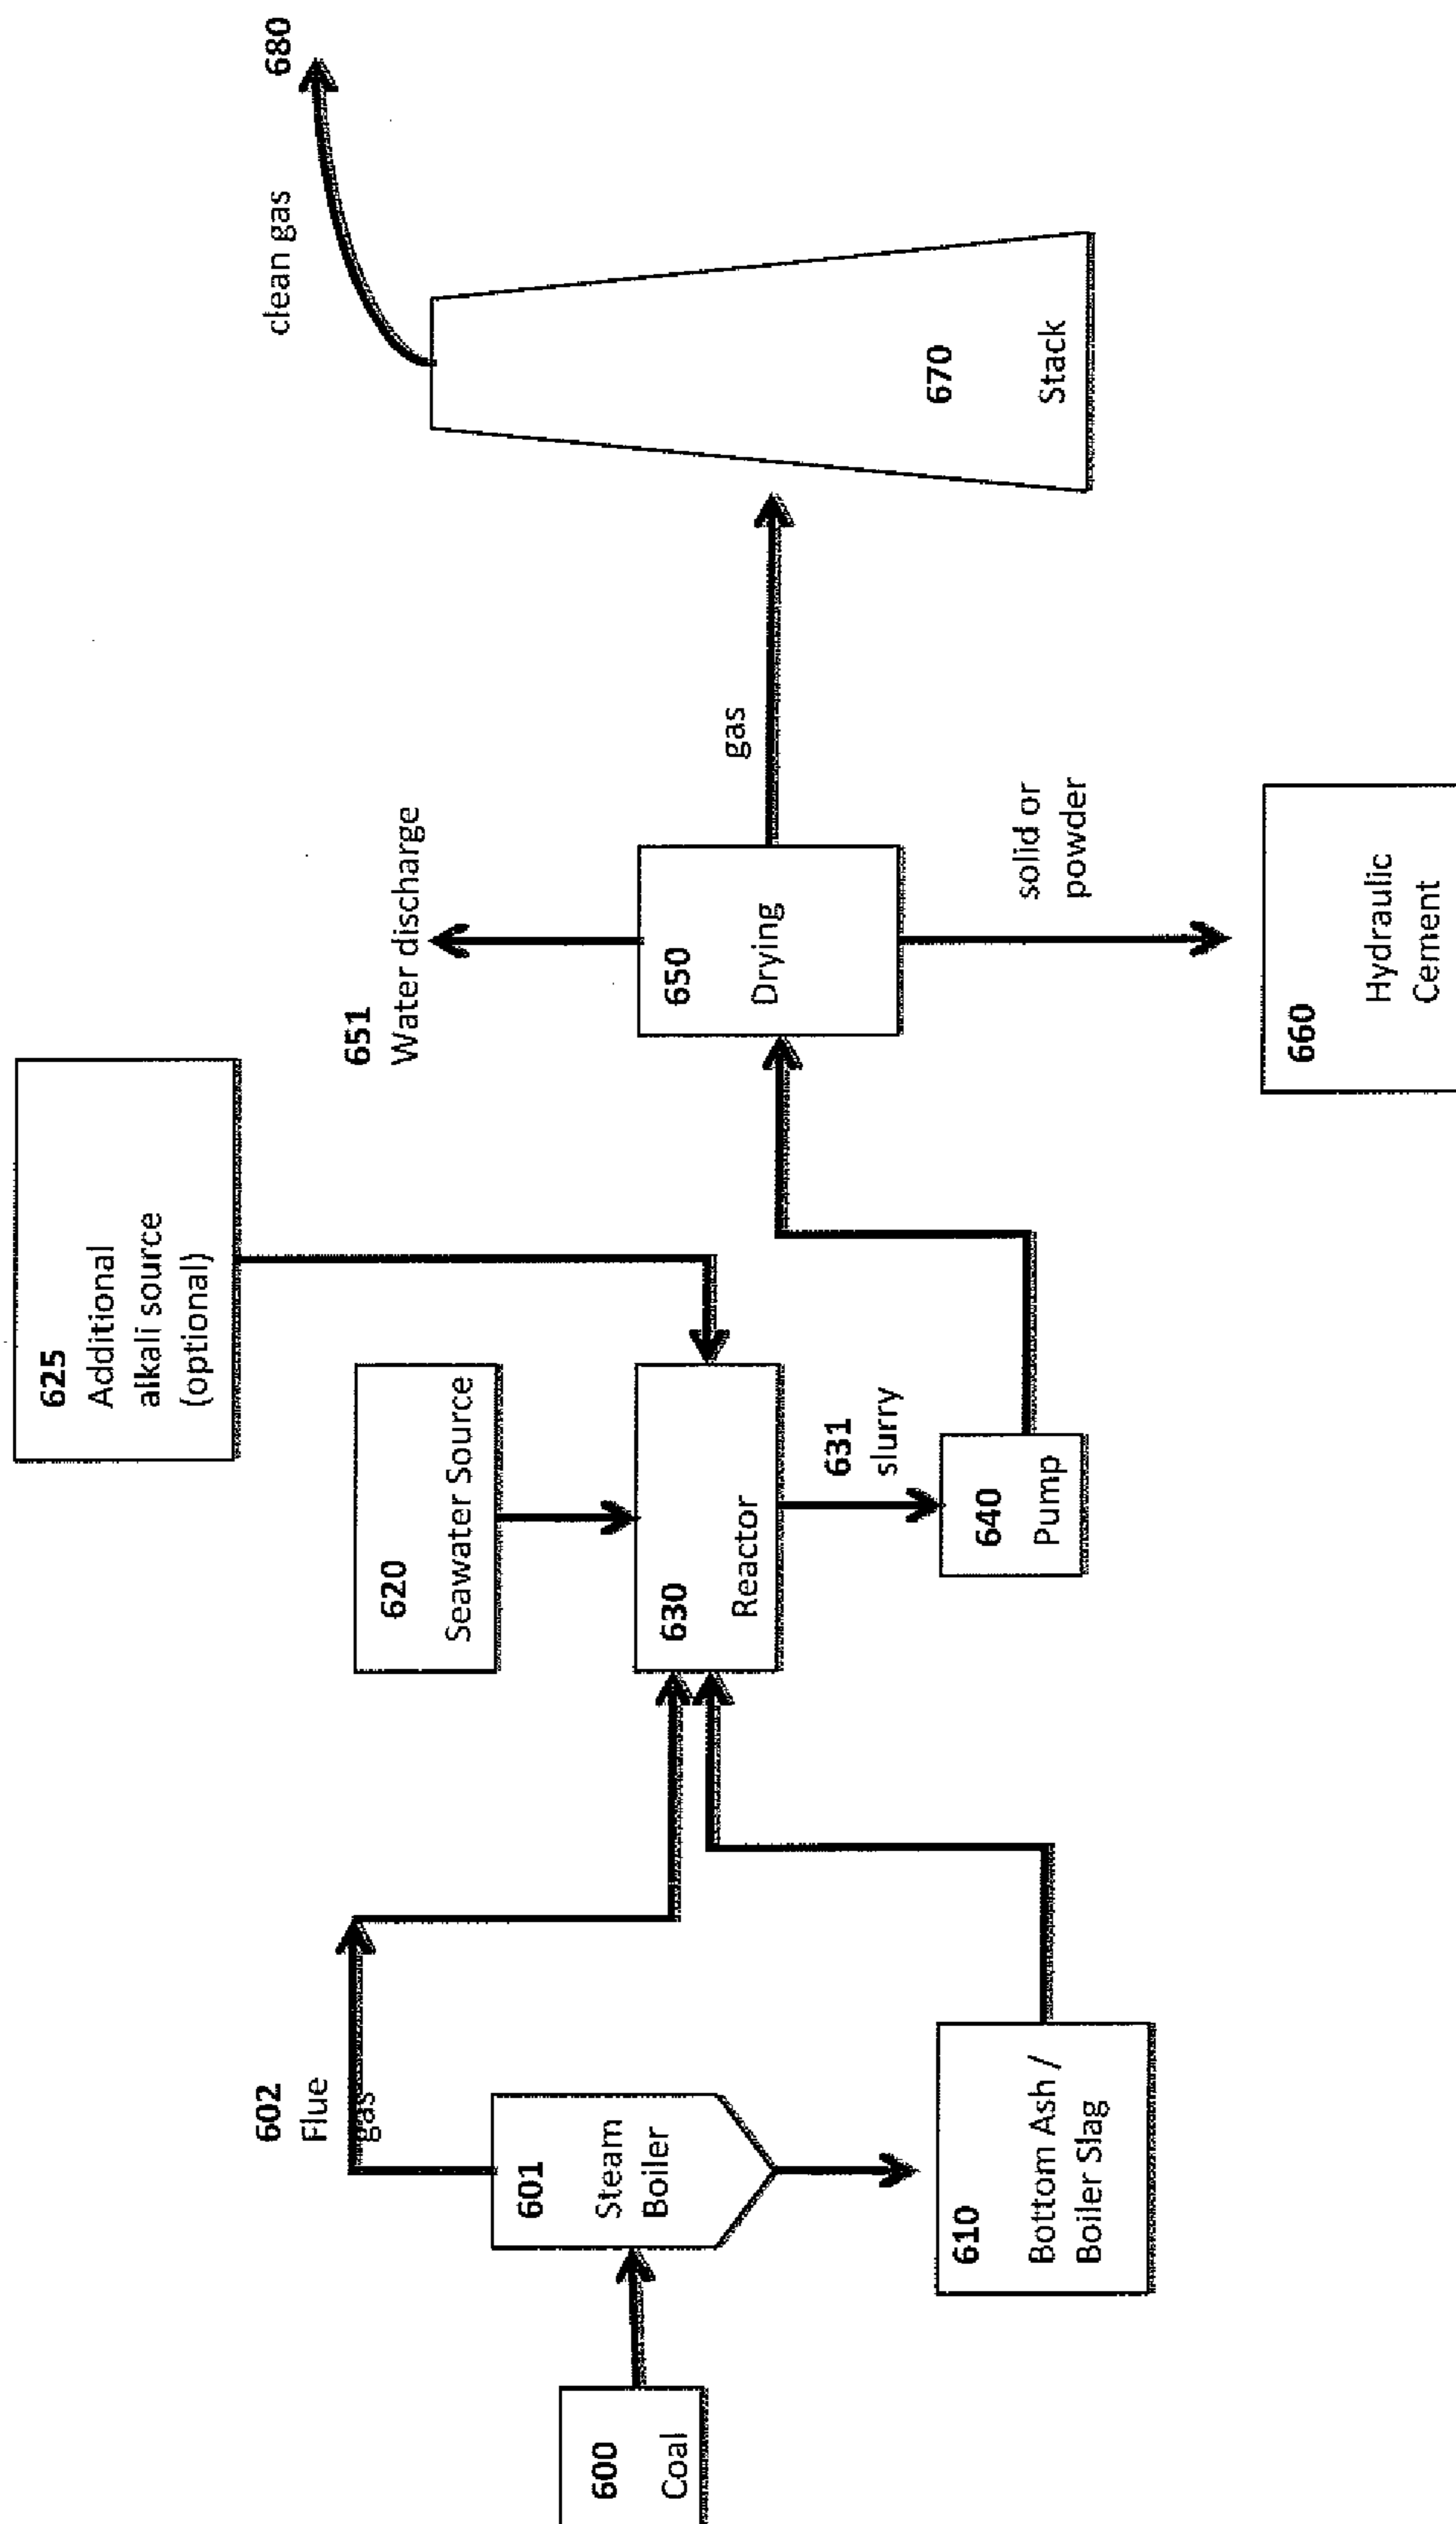 600
Coal
601
Steam
Boiler
602
Flue
gas
610
Bottom Ash /
Boiler Slag
620
Seawater Source
625
Additional
alkali source
(optional)
630
Reactor
631
slurry
640
Pump
650
Drying
651
Water discharge
solid or
powder
660
Hydraulic
Cement
gas
670
Stack
clean gas
680